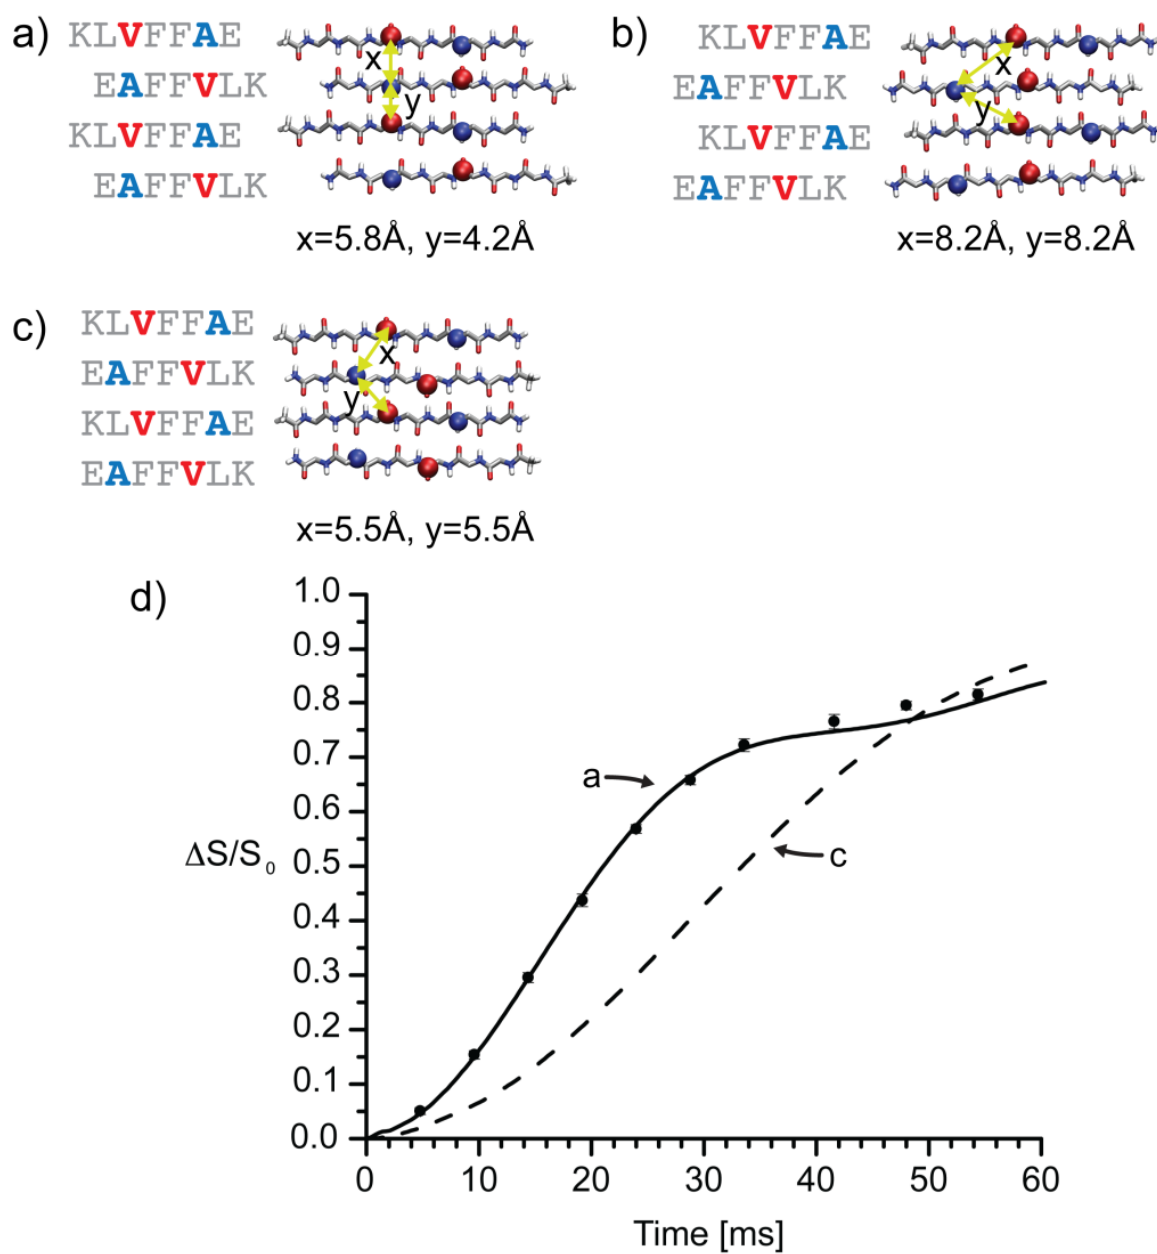 a)
KLVFFAE
EAFFVLK
KLVFFAE
EAFFVLK
x
y
x=5.8Å, y=4.2Å
b)
KLVFFAE
EAFFVLK
KLVFFAE
EAFFVLK
x
y
x=8.2Å, y=8.2Å
c)
KLVFFAE
EAFFVLK
KLVFFAE
EAFFVLK
x
y
x=5.5Å, y=5.5Å
d)
1.0
0.9
0.8
0.7
0.6
0.5
0.4
0.3
0.2
0.1
0.0
ΔS/S₀
a
c
0 10 20 30 40 50 60
Time [ms]